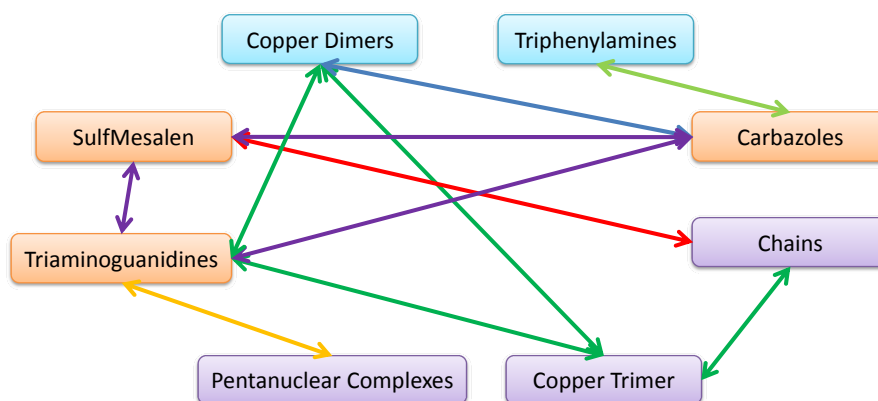 Copper Dimers
Triphenylamines
SulfMesalen
Carbazoles
Triaminoguanidines
Chains
Pentanuclear Complexes
Copper Trimer